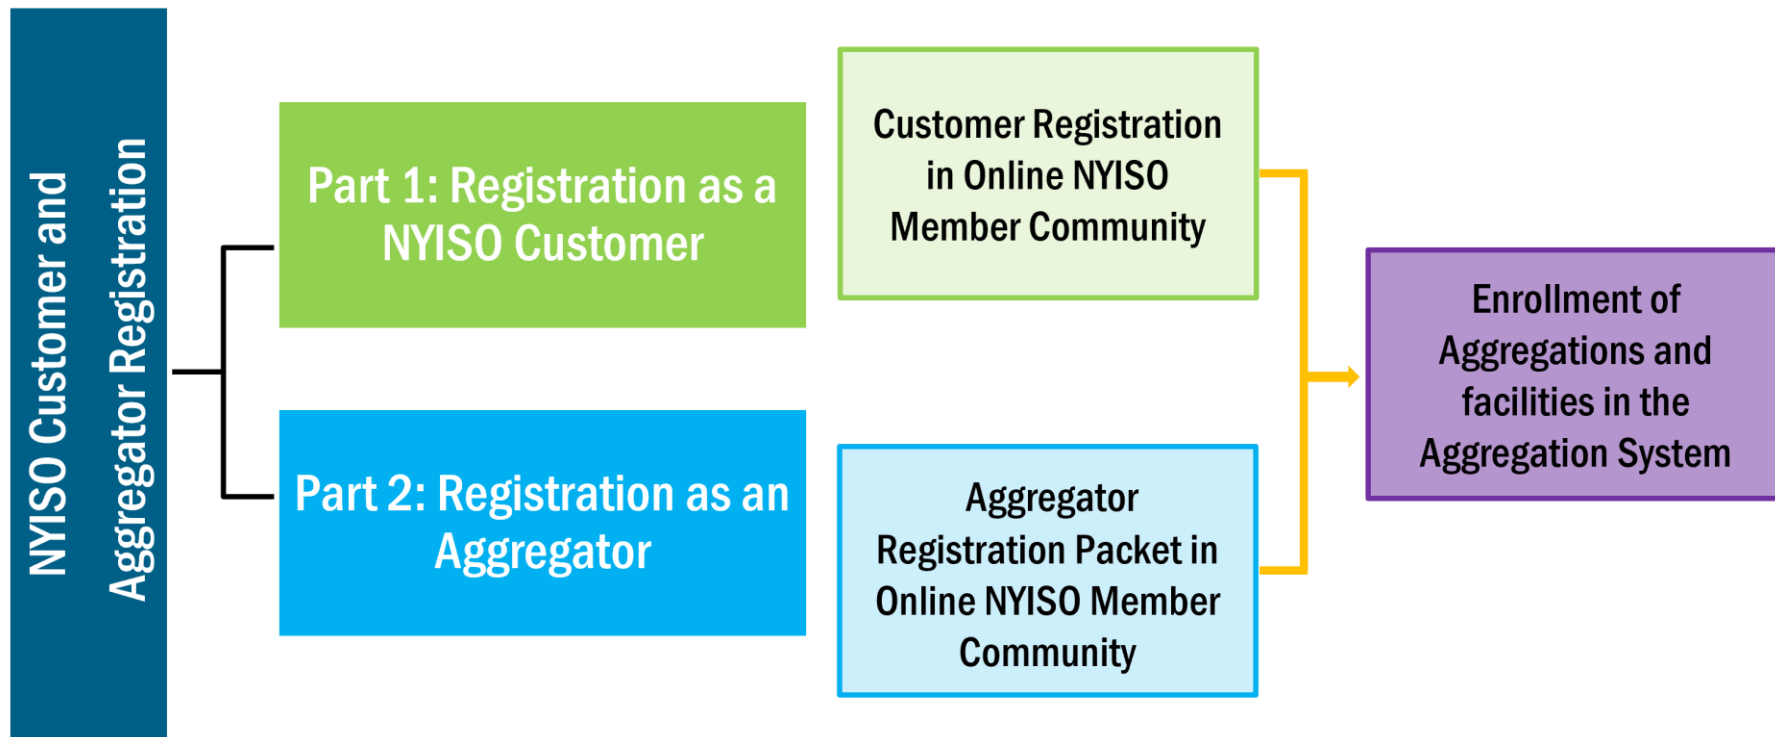 NYISO Customer and
Aggregator Registration
Part 1: Registration as a
NYISO Customer
Part 2: Registration as an
Aggregator
Customer Registration
in Online NYISO
Member Community
Aggregator
Registration Packet in
Online NYISO Member
Community
Enrollment of
Aggregations and
facilities in the
Aggregation System